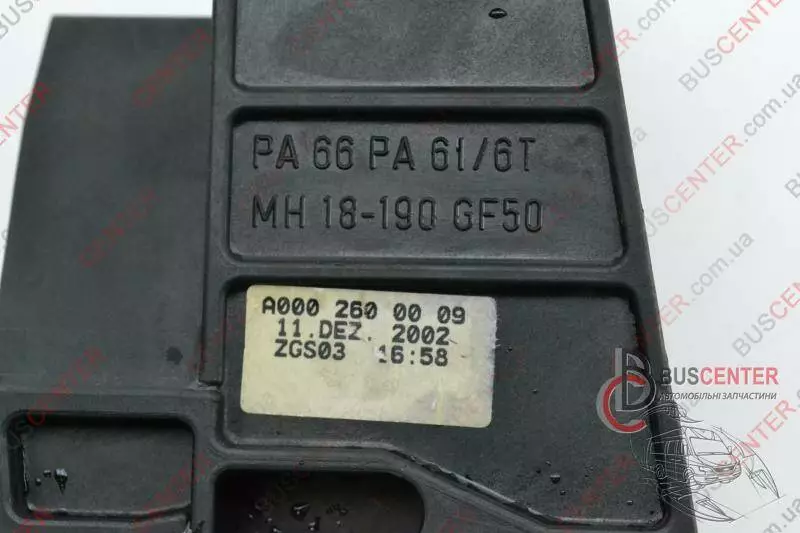 PA 66 PA 61/6T
MH 18-190 GF50
A000 260 00 09
11.DEZ. 2002
ZGS03 16:58
BUSCENTER
АВТОМОБІЛЬНІ ЗАПЧАСТИНИ
BUSCENTER.com.ua